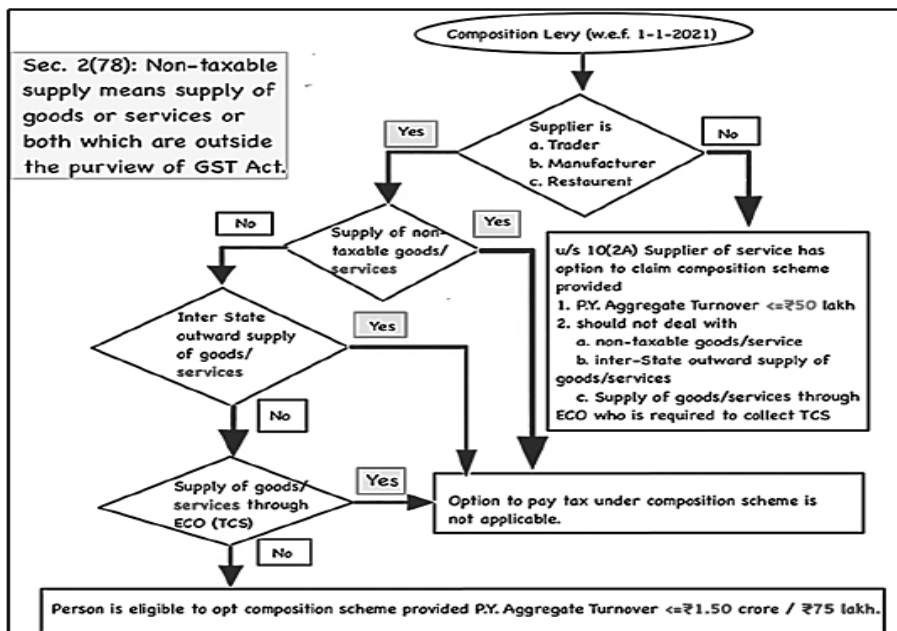 Composition Levy (w.e.f. 1-1-2021)
Sec. 2(78): Non-taxable
supply means supply of
goods or services or
both which are outside
the purview of GST Act.
Supplier is
a. Trader
b. Manufacturer
c. Restaurent
Yes
No
Supply of non-
taxable goods/
services
No
Yes
u/s 10(2A) Supplier of service has
option to claim composition scheme
provided
1. P.Y. Aggregate Turnover <=₹50 lakh
2. should not deal with
a. non-taxable goods/service
b. inter-State outward supply of
goods/services
c. Supply of goods/services through
ECO who is required to collect TCS
Inter State
outward supply
of goods/
services
Yes
No
Supply of goods/
services through
ECO (TCS)
Yes
Option to pay tax under composition scheme is
not applicable.
No
Person is eligible to opt composition scheme provided P.Y. Aggregate Turnover <=₹1.50 crore / ₹75 lakh.